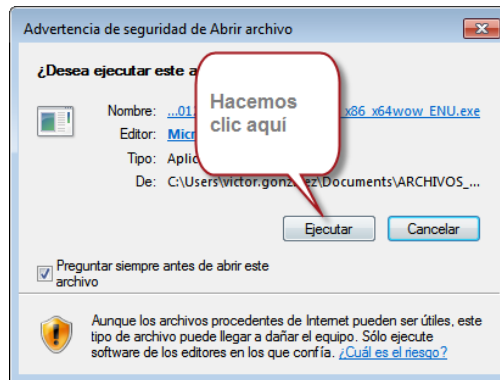 Advertencia de seguridad de Abrir archivo
¿Desea ejecutar este a
Hacemos
clic aquí
Nombre: ...01 x86_x64wow_ENU.exe
Editor: Micr
Tipo: Aplic
De: C:\Users\victor.gonzalez\Documents\ARCHIVOS_...
Ejecutar Cancelar
Preguntar siempre antes de abrir este
archivo
Aunque los archivos procedentes de Internet pueden ser útiles, este
tipo de archivo puede llegar a dañar el equipo. Sólo ejecute
software de los editores en los que confía. ¿Cuál es el riesgo?